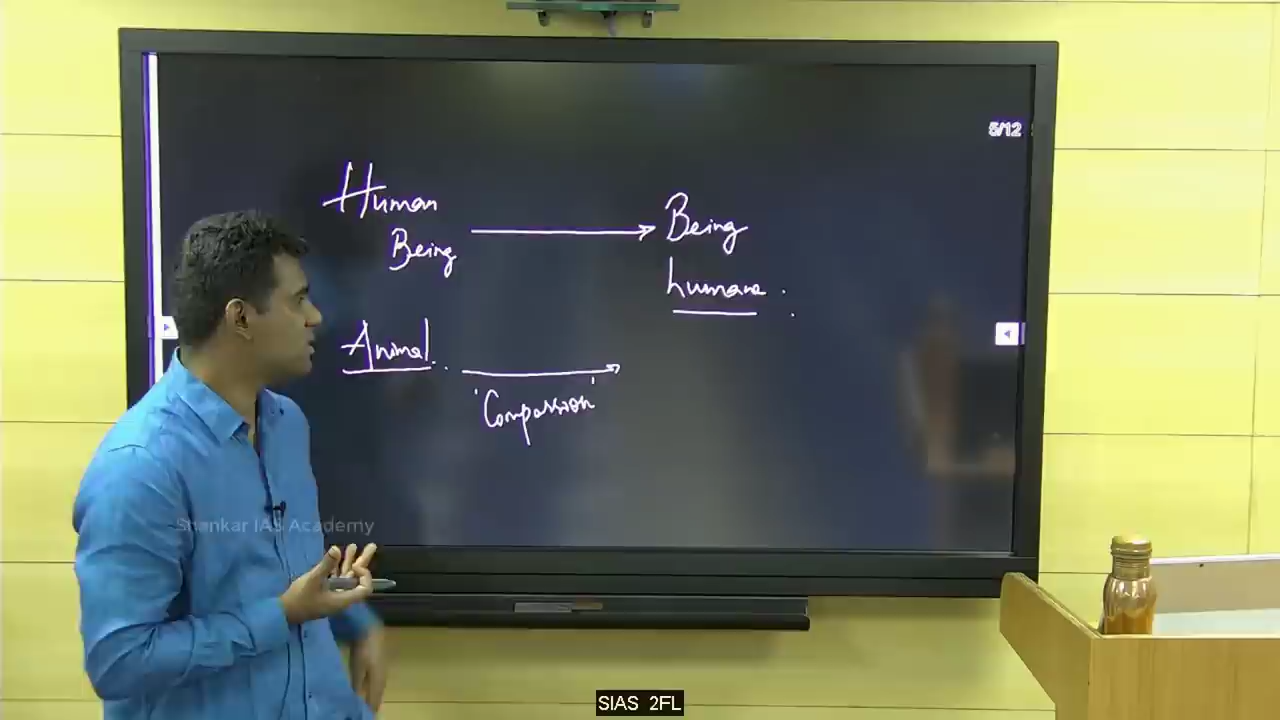 5/12
Human
Being
Being
humane.
Animal.
'Compassion'
Shankar IAS Academy
SIAS 2FL